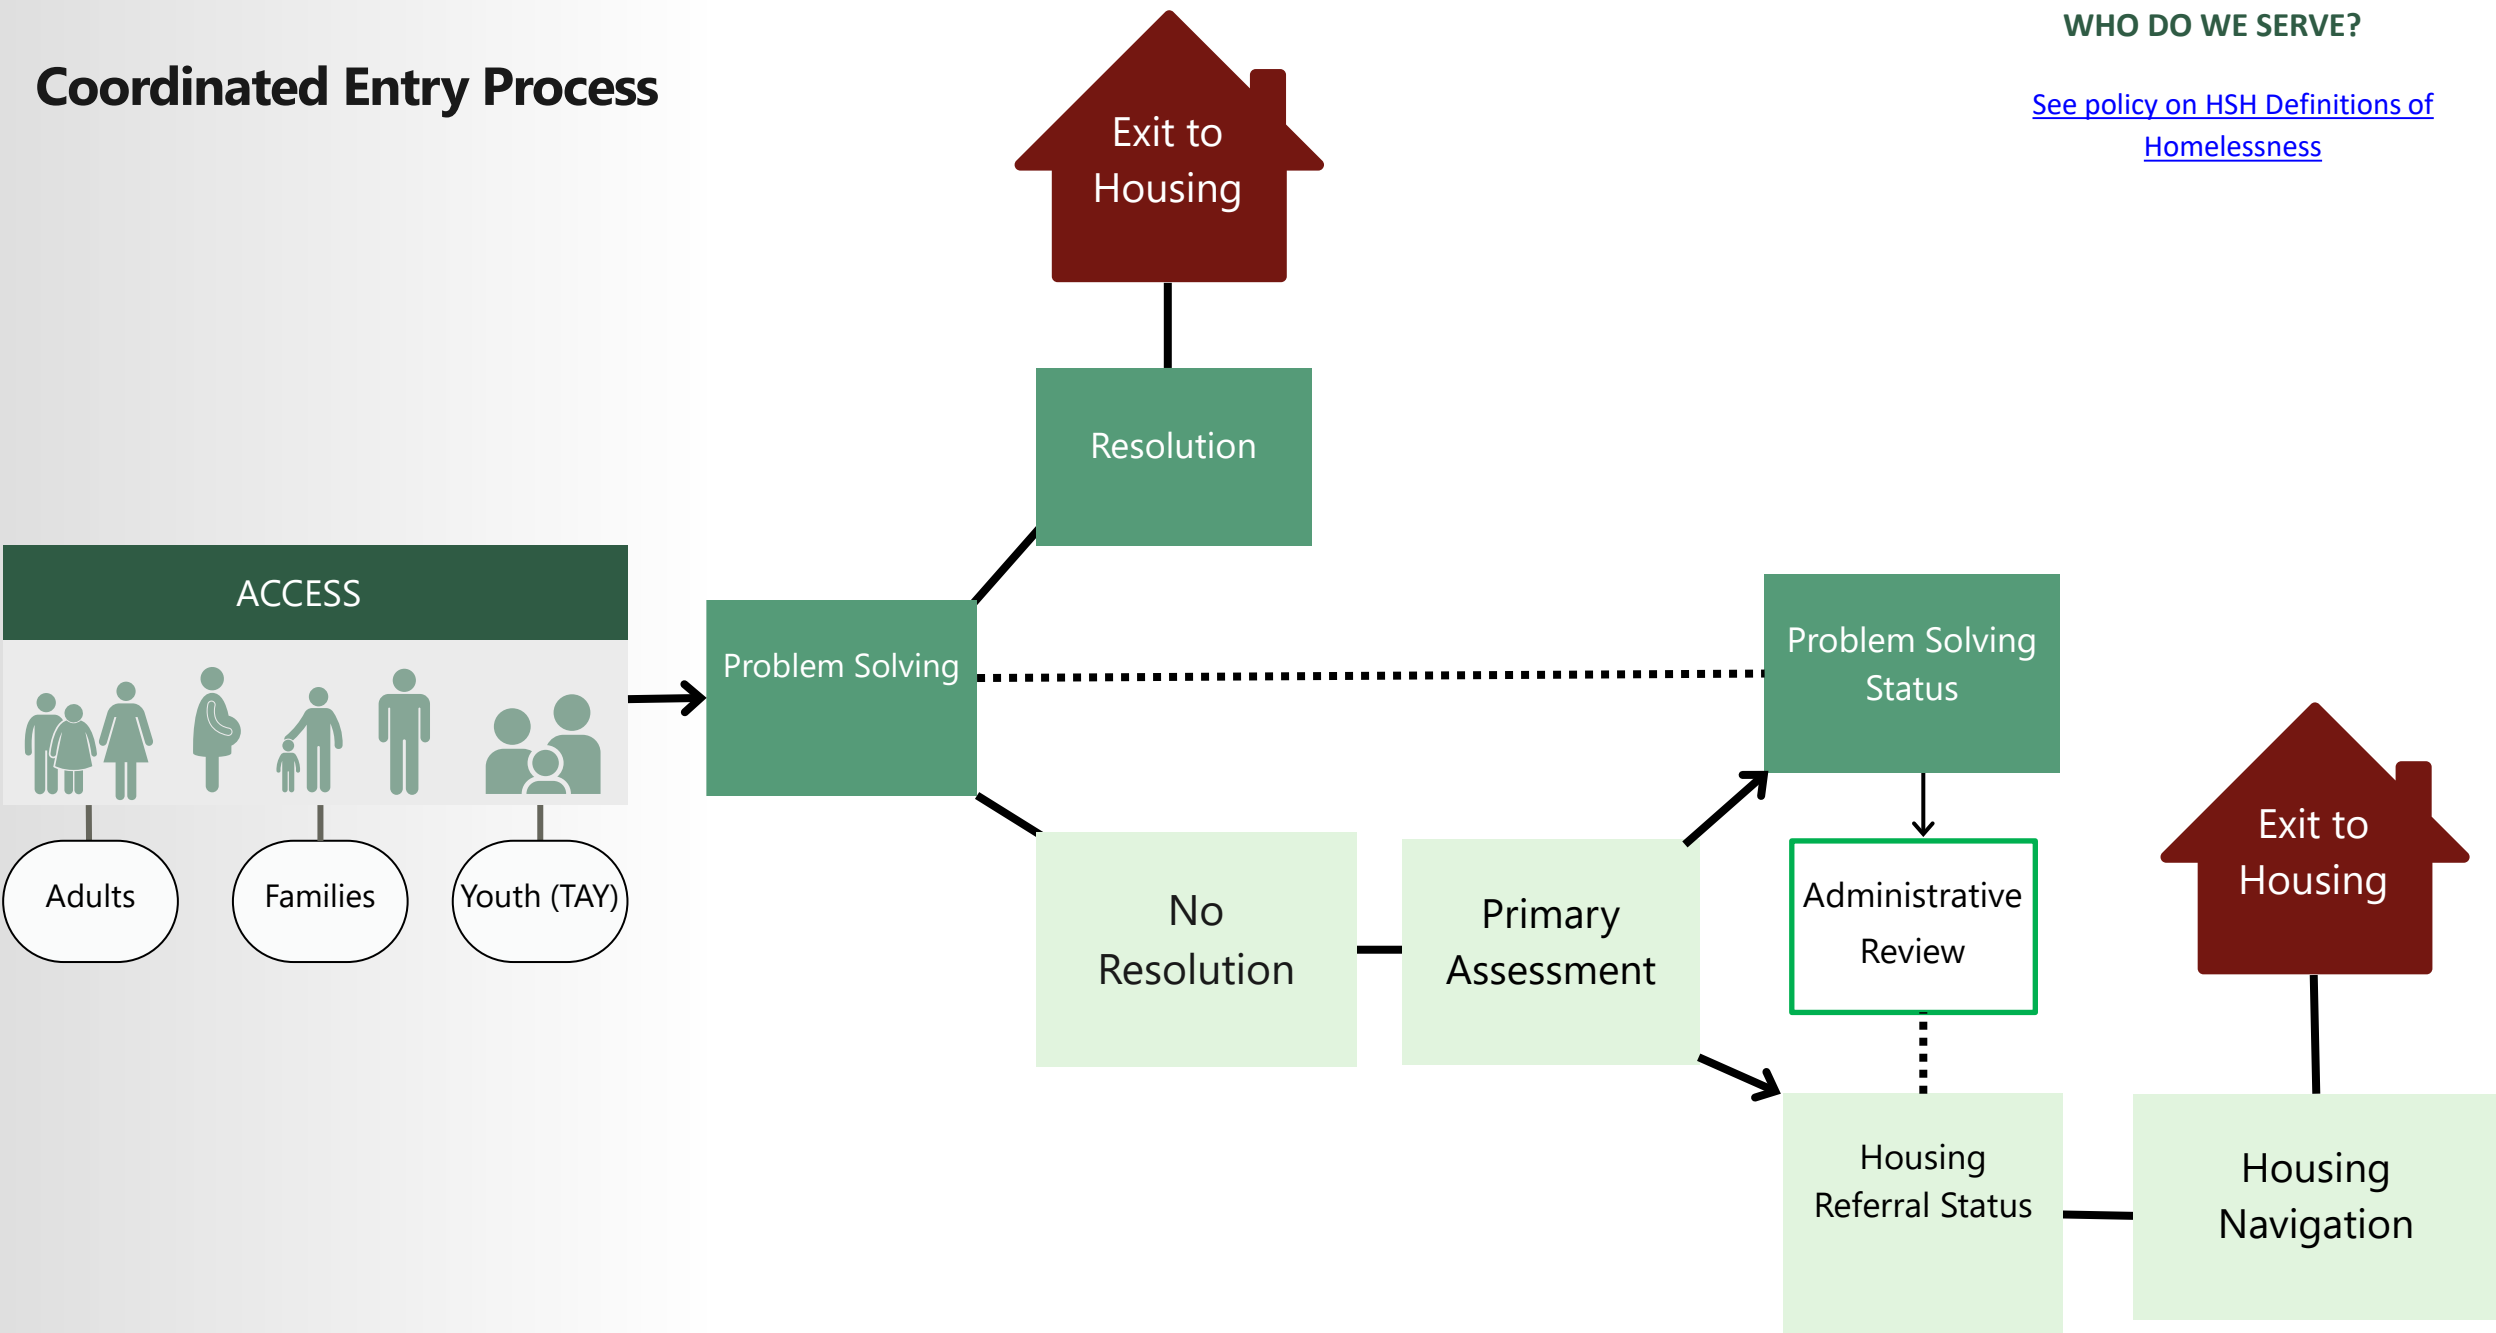 Coordinated Entry Process
WHO DO WE SERVE?
See policy on HSH Definitions of
Homelessness
Exit to
Housing
Resolution
ACCESS
Adults
Families
Youth (TAY)
Problem Solving
Problem Solving
Status
No
Resolution
Primary
Assessment
Administrative
Review
Housing
Referral Status
Housing
Navigation
Exit to
Housing